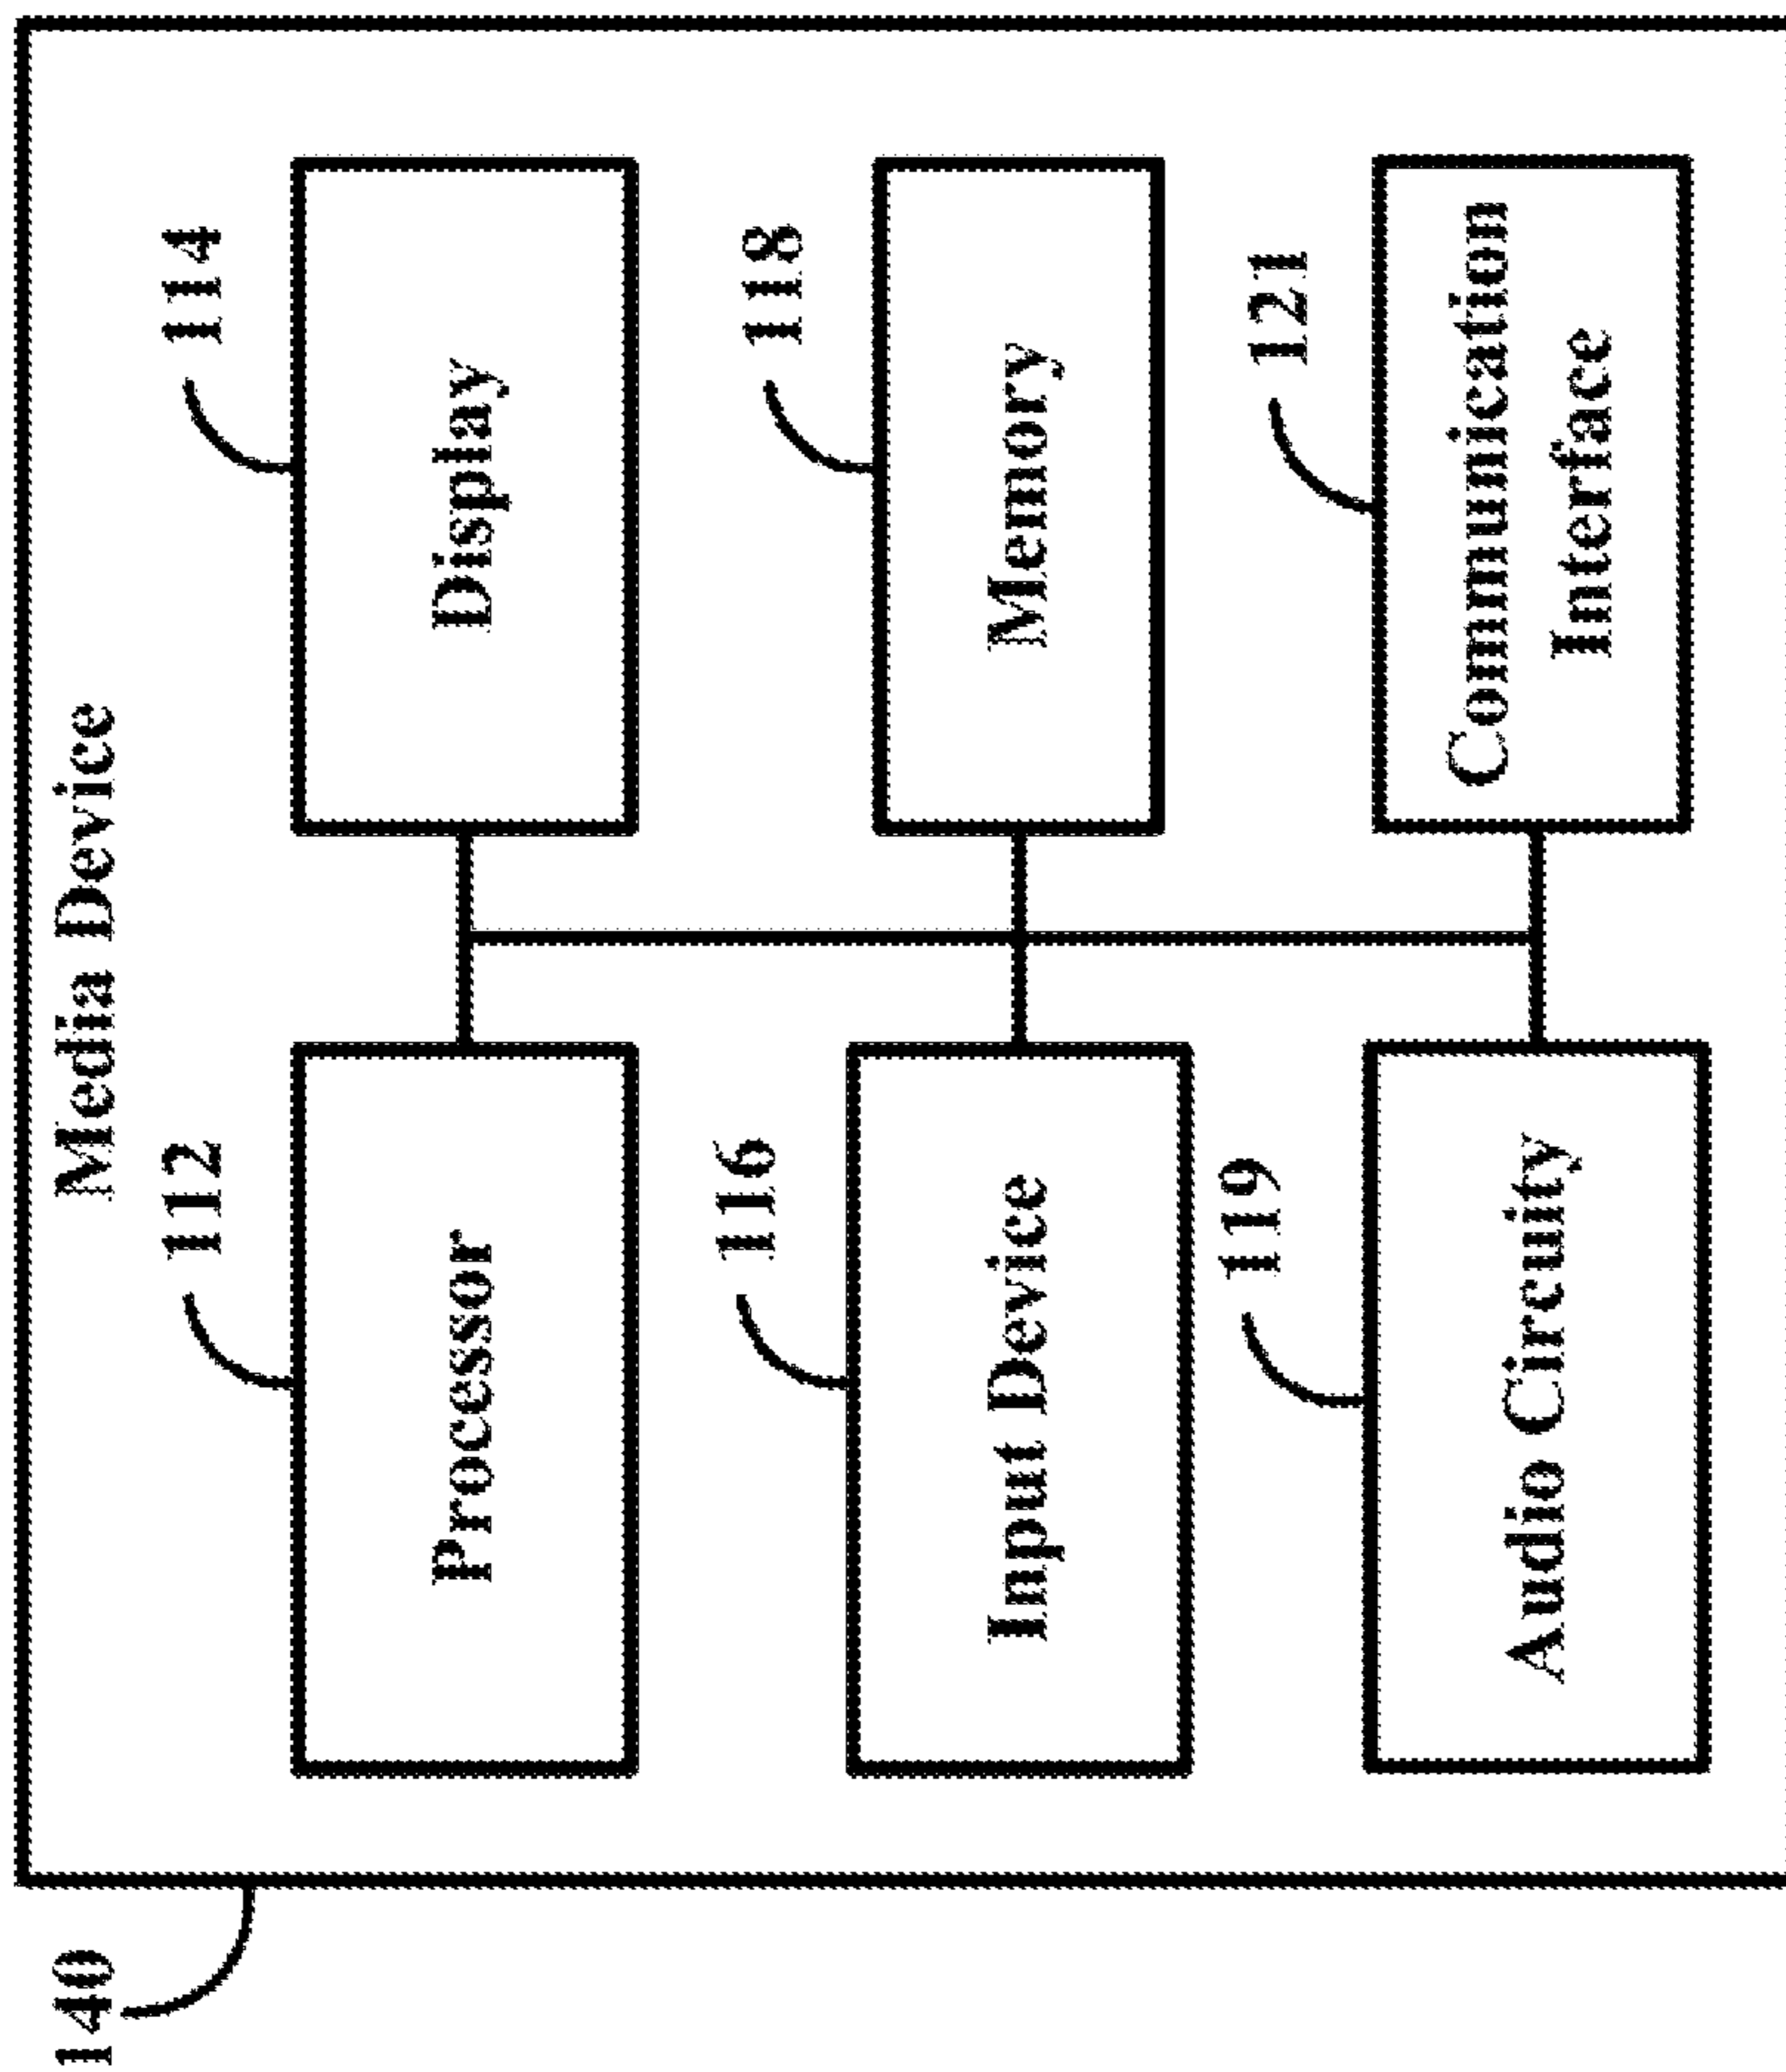 140
Media Device
112
Processor
114
Display
116
Input Device
118
Memory
119
Audio Circuity
121
Communication
Interface